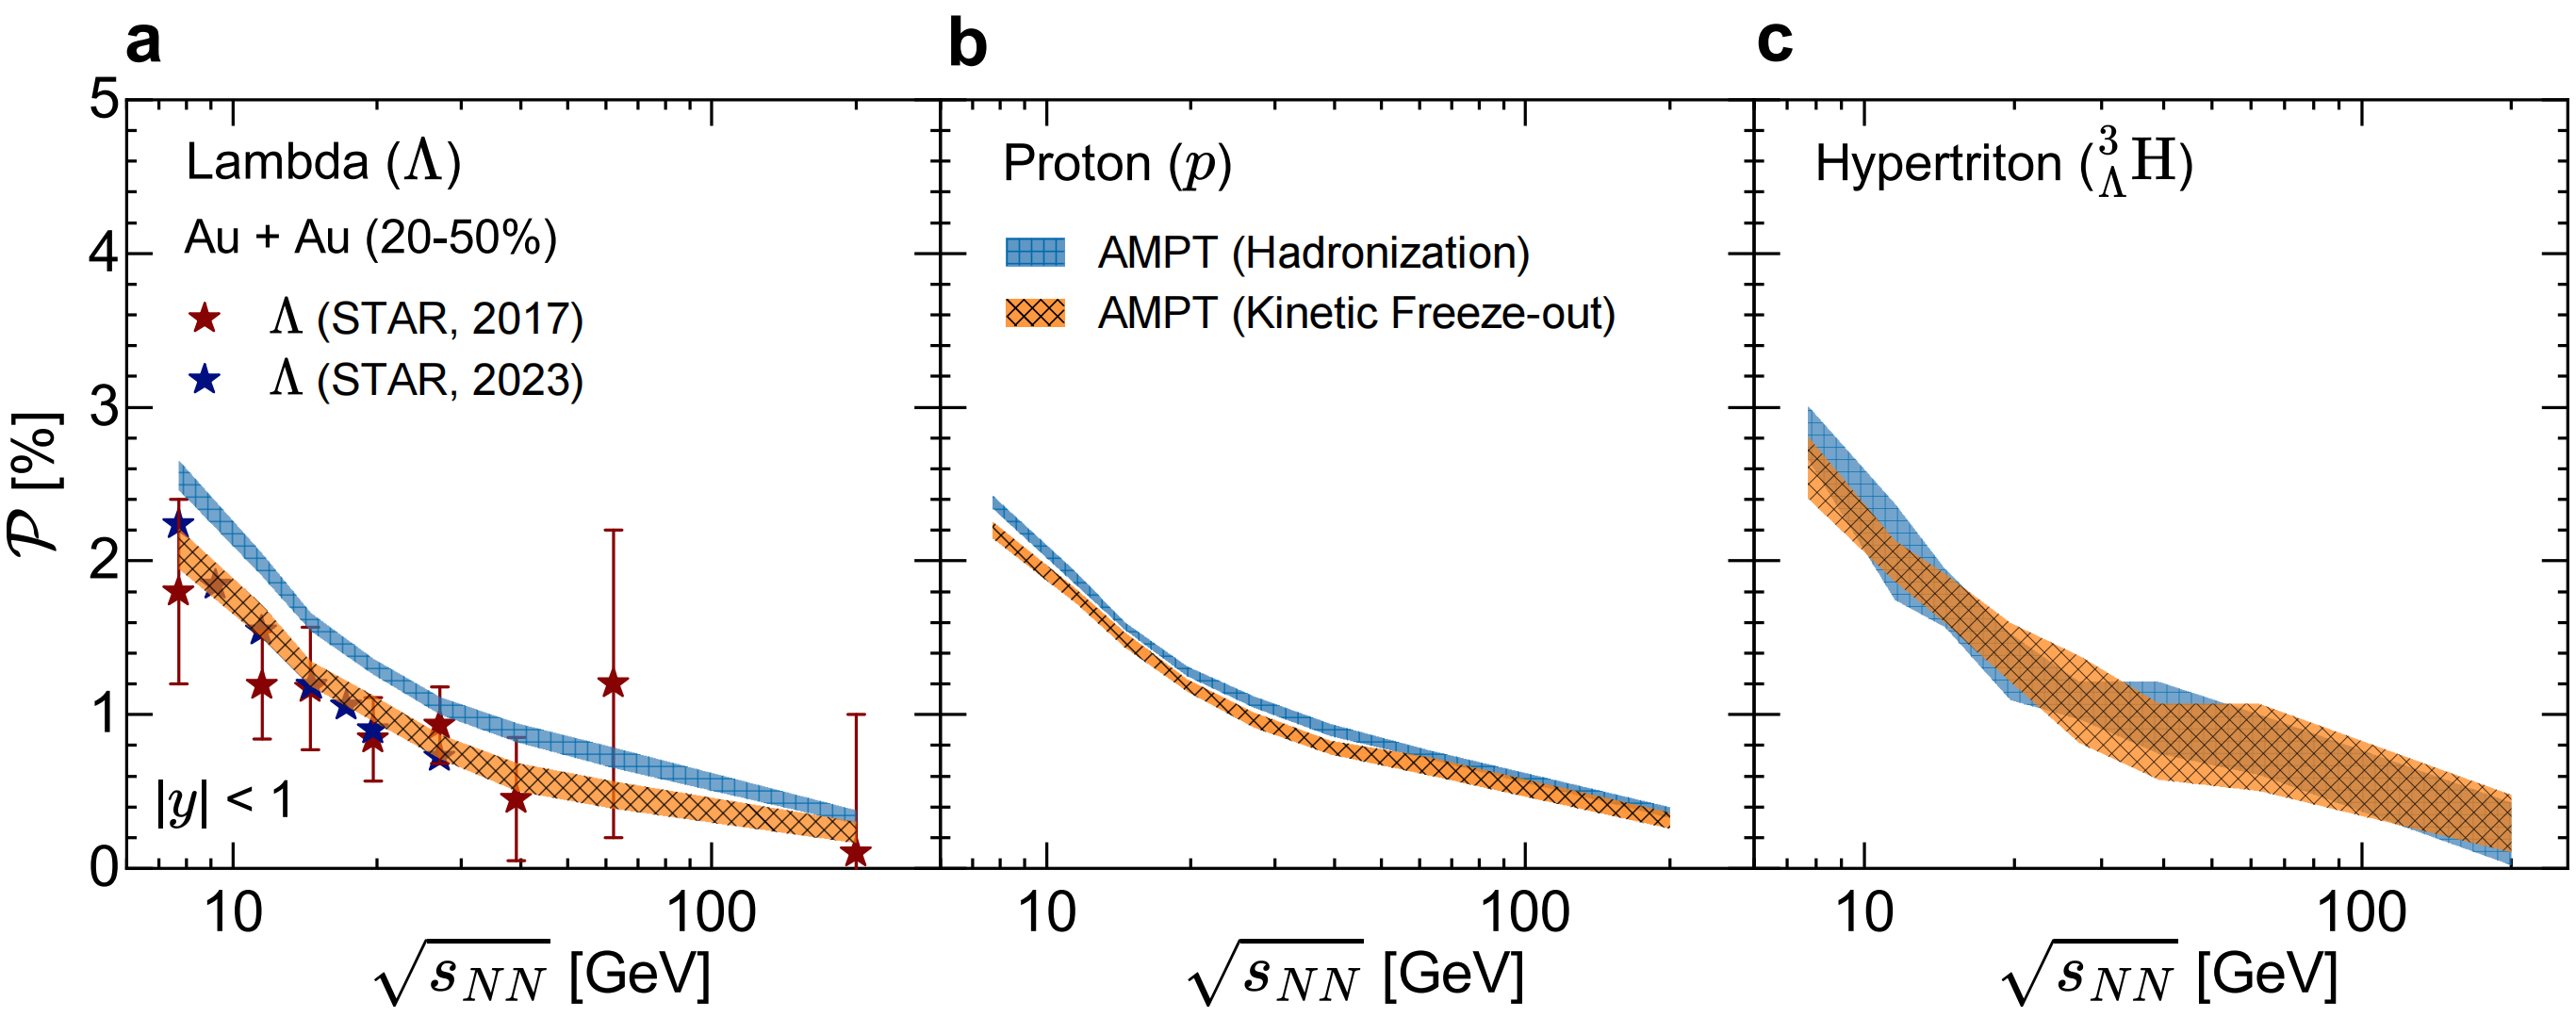 a
b
c
𝒫 [%]
5
4
3
2
1
0
Lambda (Λ)
Au + Au (20-50%)
Λ (STAR, 2017)
Λ (STAR, 2023)
|y| < 1
10
100
√s_NN [GeV]
Proton (p)
AMPT (Hadronization)
AMPT (Kinetic Freeze-out)
10
100
√s_NN [GeV]
Hypertriton (³_ΛH)
10
100
√s_NN [GeV]